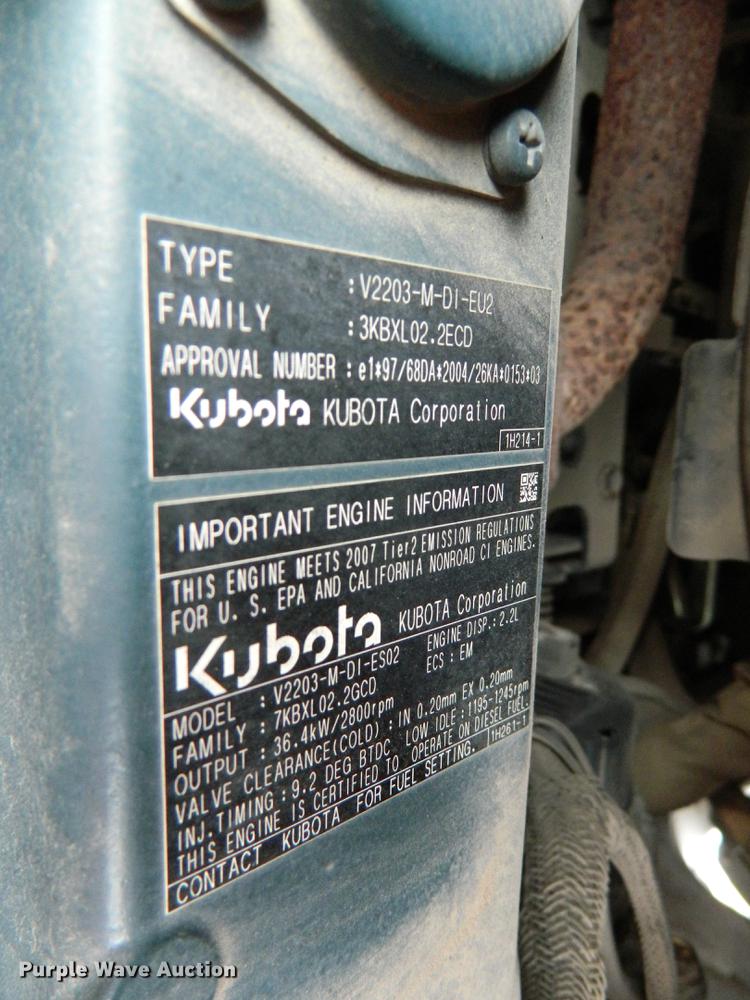 TYPE : V2203-M-DI-EU2
FAMILY : 3KBXL02.2ECD
APPROVAL NUMBER : e1*97/68DA*2004/26KA*0153*03
Kubota KUBOTA Corporation
1H214-1
IMPORTANT ENGINE INFORMATION
THIS ENGINE MEETS 2007 Tier2 EMISSION REGULATIONS
FOR U. S. EPA AND CALIFORNIA NONROAD CI ENGINES.
Kubota KUBOTA Corporation
MODEL : V2203-M-DI-ES02 ENGINE DISP.: 2.2L
FAMILY : 7KBXL02.2GCD ECS : EM
OUTPUT : 36.4kW/2800rpm
VALVE CLEARANCE(COLD) : IN 0.20mm EX 0.20mm
INJ.TIMING : 9.2 DEG BTDC LOW IDLE : 1195-1245rpm
THIS ENGINE IS CERTIFIED TO OPERATE ON DIESEL FUEL.
CONTACT KUBOTA FOR FUEL SETTING. 1H261-1
Purple Wave Auction